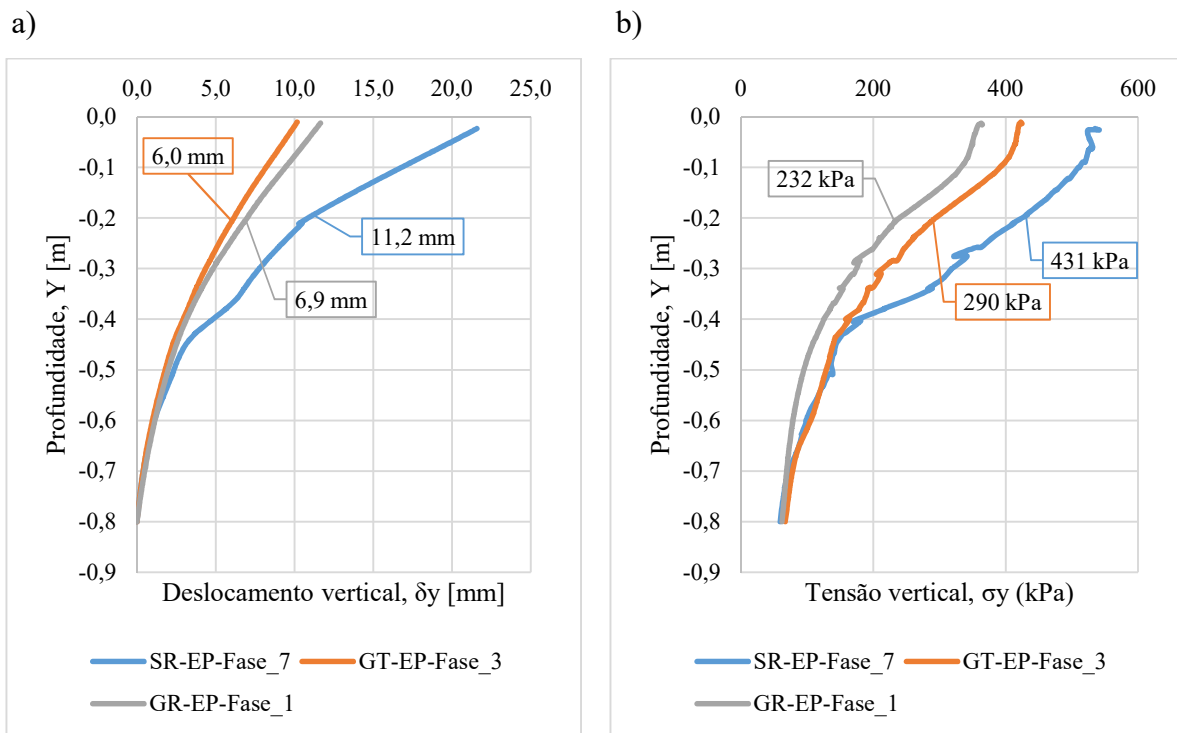 a)
0,0 5,0 10,0 15,0 20,0 25,0
0,0
-0,1
-0,2
-0,3
-0,4
-0,5
-0,6
-0,7
-0,8
-0,9
Profundidade, Y [m]
6,0 mm
11,2 mm
6,9 mm
Deslocamento vertical, δy [mm]
SR-EP-Fase_7 GT-EP-Fase_3
GR-EP-Fase_1
b)
0 200 400 600
0,0
-0,1
-0,2
-0,3
-0,4
-0,5
-0,6
-0,7
-0,8
-0,9
Profundidade, Y [m]
232 kPa
431 kPa
290 kPa
Tensão vertical, σy (kPa)
SR-EP-Fase_7 GT-EP-Fase_3
GR-EP-Fase_1